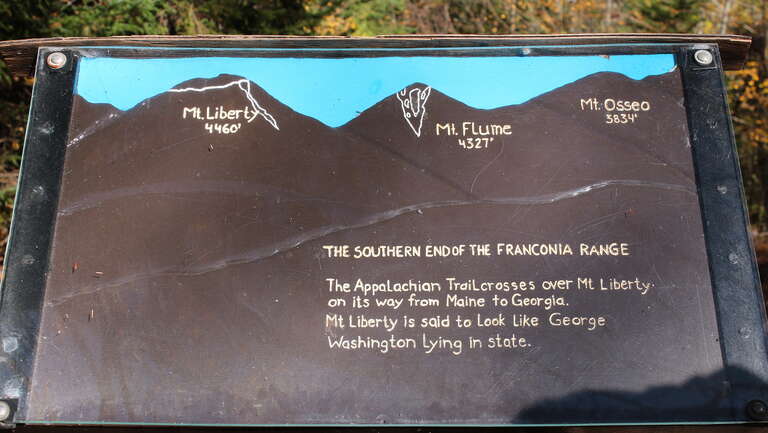 Mt. Liberty
4460'
Mt. Flume
4327'
Mt. Osseo
3834'
THE SOUTHERN END OF THE FRANCONIA RANGE
The Appalachian Trail crosses over Mt Liberty.
on its way from Maine to Georgia.
Mt Liberty is said to look like George
Washington Lying in state.